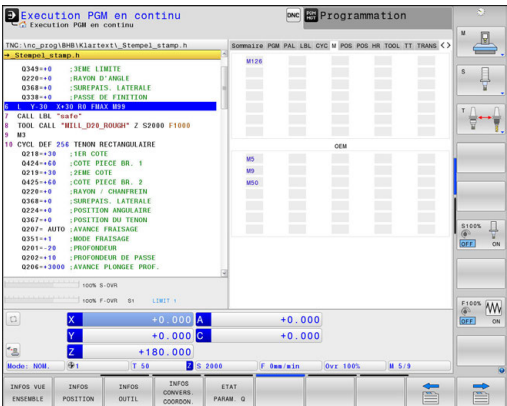 Execution PGM en continu
Execution PGM en continu
DNC
Programmation
TNC: \nc_prog\BHB\Klartext\_Stempel_stamp.h
→_Stempel_stamp.h
Q349=+0 ;3EME LIMITE
Q220=+0 ;RAYON D'ANGLE
Q368=+0 ;SUREPAIS. LATERALE
Q338=+0 ;PASSE DE FINITION
6 L Y-30 X+30 R0 FMAX M99
7 CALL LBL "safe"
8 TOOL CALL "MILL_D20_ROUGH" Z S2000 F1000
9 M3
10 CYCL DEF 256 TENON RECTANGULAIRE
Q218=+30 ;1ER COTE
Q424=+60 ;COTE PIECE BR. 1
Q219=+30 ;2EME COTE
Q425=+60 ;COTE PIECE BR. 2
Q220=+0 ;RAYON / CHANFREIN
Q368=+0 ;SUREPAIS. LATERALE
Q224=+0 ;POSITION ANGULAIRE
Q367=+0 ;POSITION DU TENON
Q207= AUTO ;AVANCE FRAISAGE
Q351=+1 ;MODE FRAISAGE
Q201=-20 ;PROFONDEUR
Q202=+10 ;PROFONDEUR DE PASSE
Q206=+3000 ;AVANCE PLONGEE PROF.
Sommaire PGM PAL LBL CYC M POS POS HR TOOL TT TRANS
M126
OEM
M5
M9
M50
100% S-OVR
100% F-OVR S1 LIMIT 1
X +0.000 A +0.000
Y +0.000 C +0.000
Z +180.000
Mode: NOM. 1 T 50 Z S 2000 F 0mm/min Ovr 100% M 5/9
INFOS VUE ENSEMBLE
INFOS POSITION
INFOS OUTIL
INFOS CONVERS. COORDON.
ETAT PARAM. Q
M
S
T
S100%
OFF ON
F100%
OFF ON